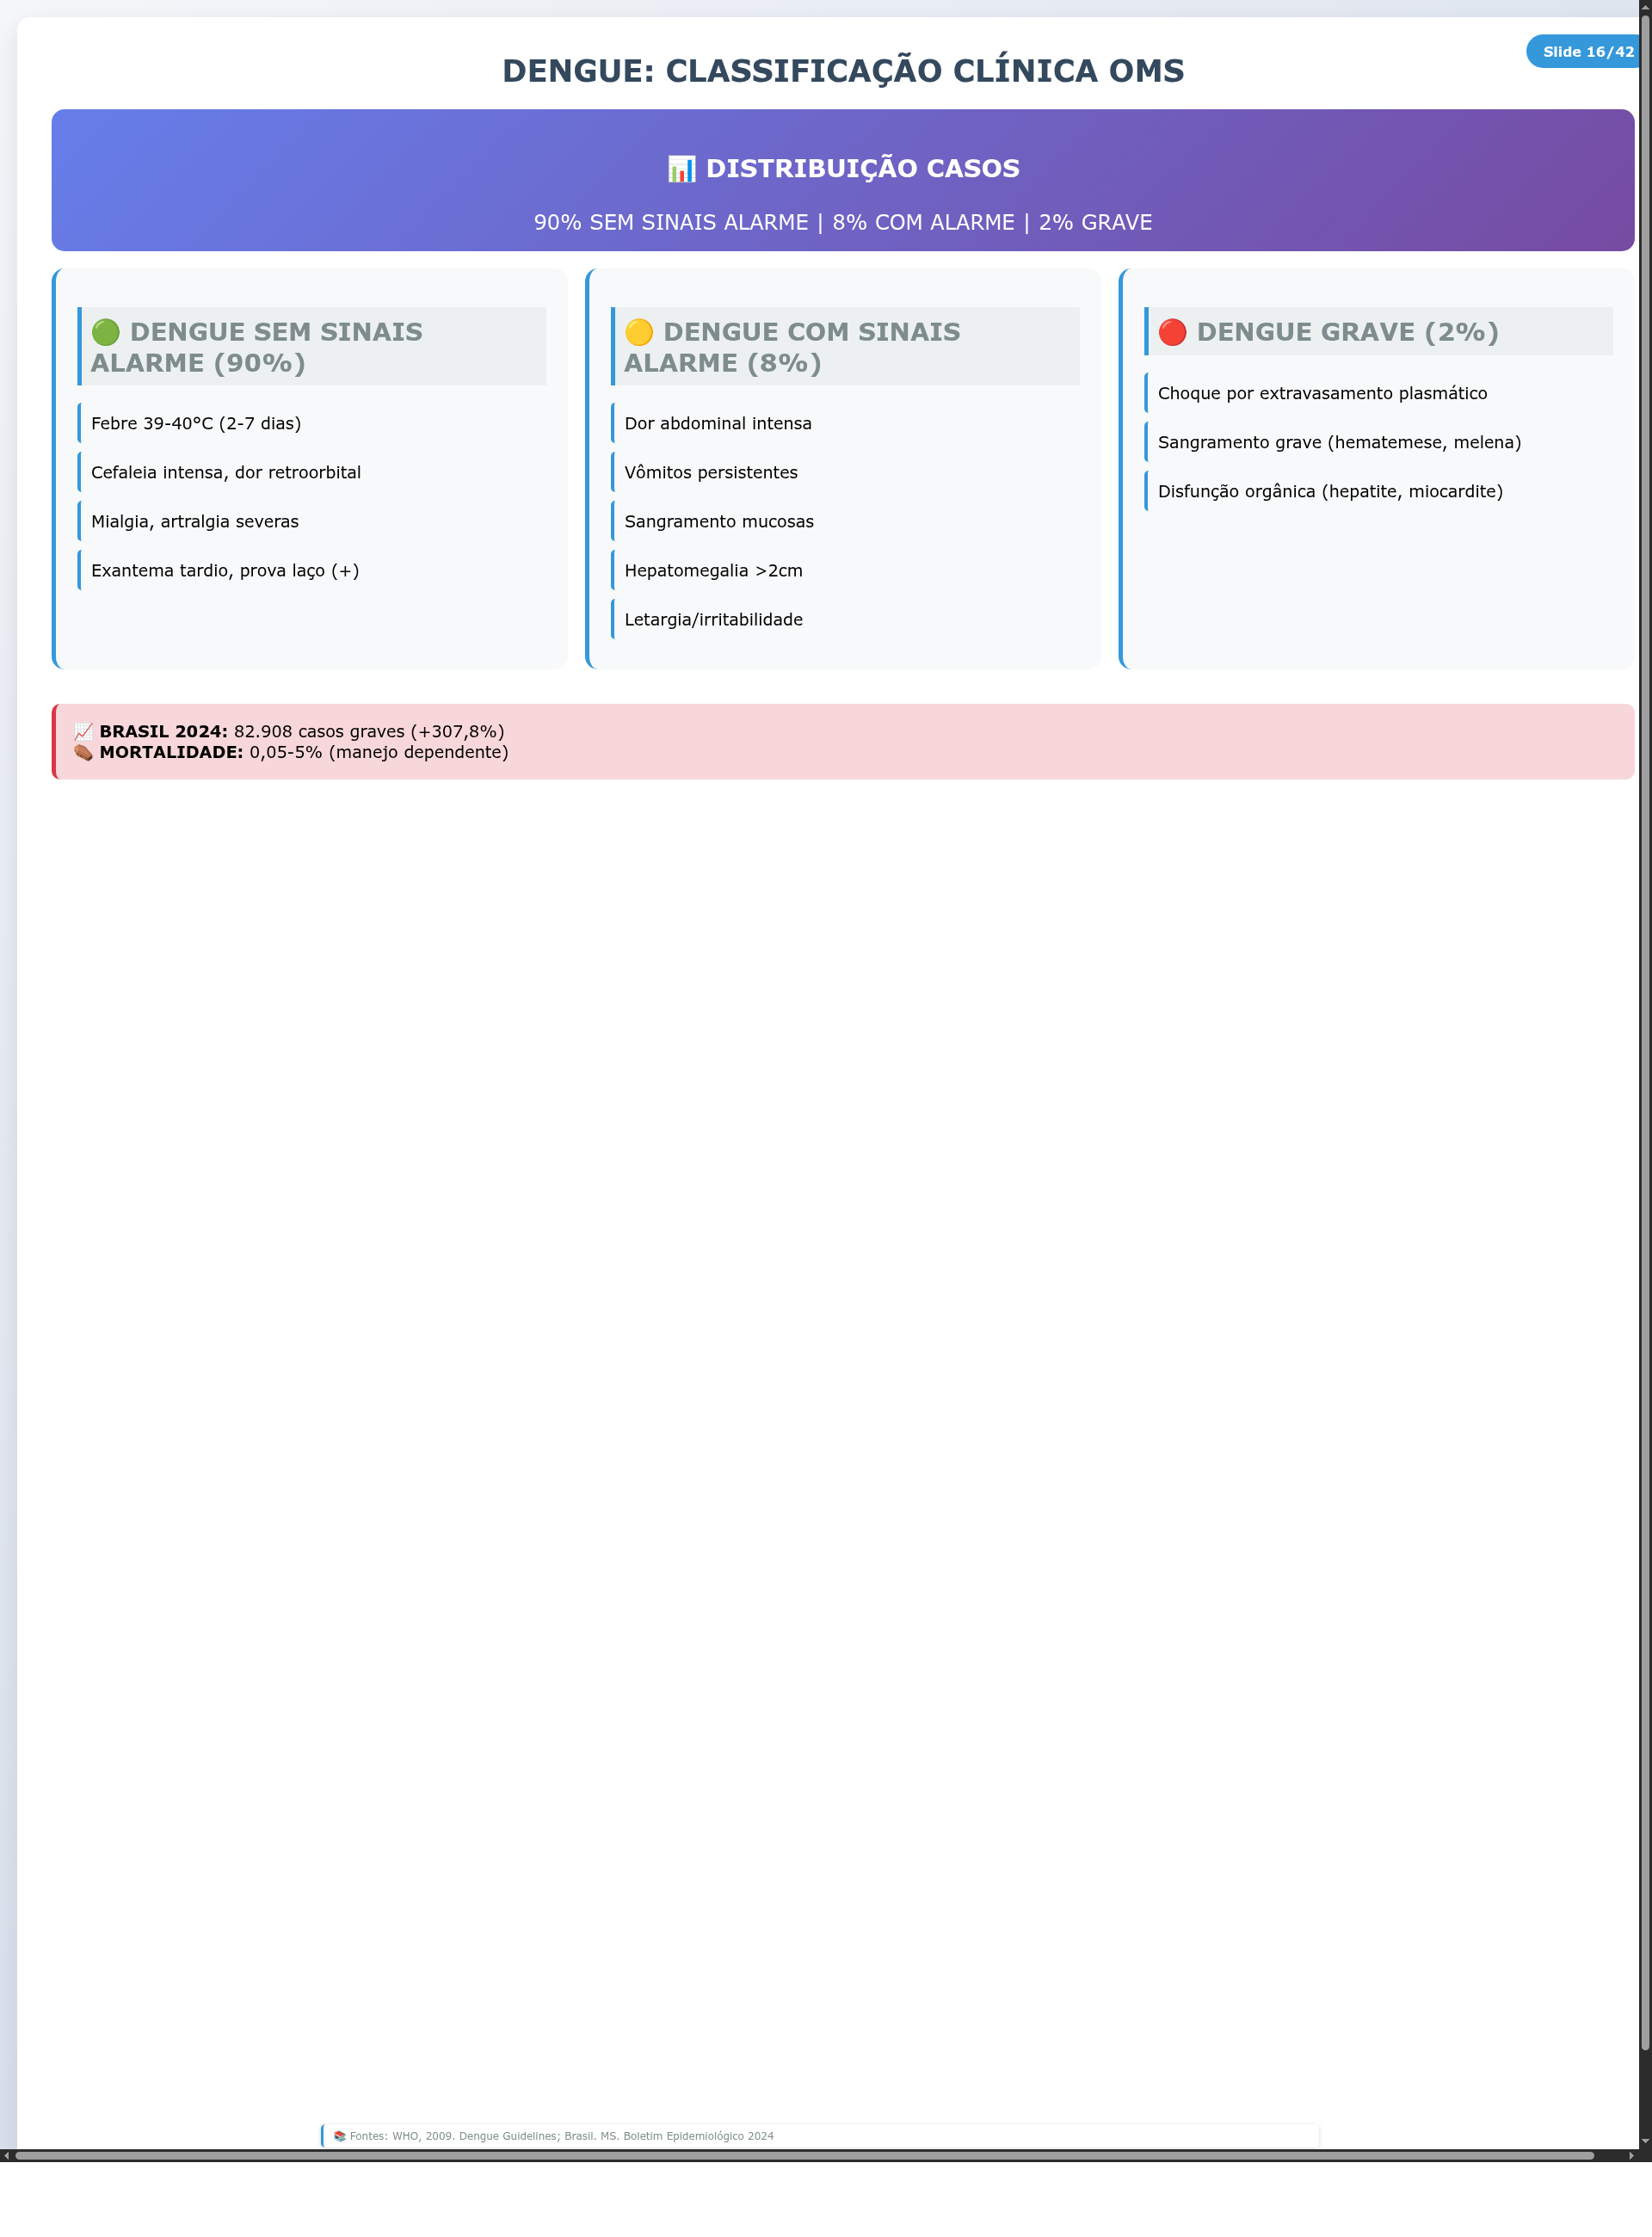 Slide 16/42
DENGUE: CLASSIFICAÇÃO CLÍNICA OMS
📊 DISTRIBUIÇÃO CASOS
90% SEM SINAIS ALARME | 8% COM ALARME | 2% GRAVE
🟢 DENGUE SEM SINAIS
ALARME (90%)
Febre 39-40°C (2-7 dias)
Cefaleia intensa, dor retroorbital
Mialgia, artralgia severas
Exantema tardio, prova laço (+)
🟡 DENGUE COM SINAIS
ALARME (8%)
Dor abdominal intensa
Vômitos persistentes
Sangramento mucosas
Hepatomegalia >2cm
Letargia/irritabilidade
🔴 DENGUE GRAVE (2%)
Choque por extravasamento plasmático
Sangramento grave (hematemese, melena)
Disfunção orgânica (hepatite, miocardite)
📈 BRASIL 2024: 82.908 casos graves (+307,8%)
⚰️ MORTALIDADE: 0,05-5% (manejo dependente)
📚 Fontes: WHO, 2009. Dengue Guidelines; Brasil. MS. Boletim Epidemiológico 2024